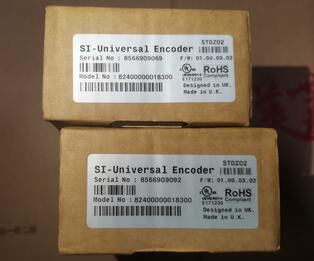 SI-Universal Encoder
STDZ02
Serial No : 8566909069
F/W: 01.00.03.02
Model No : 82400000018300
RoHS
Compliant
E171230
Designed in UK.
Made in U.K.
SI-Universal Encoder
STDZ02
Serial No : 8566909092
F/W: 01.00.03.02
Model No : 82400000018300
RoHS
Compliant
E171230
Designed in UK.
Made in U.K.